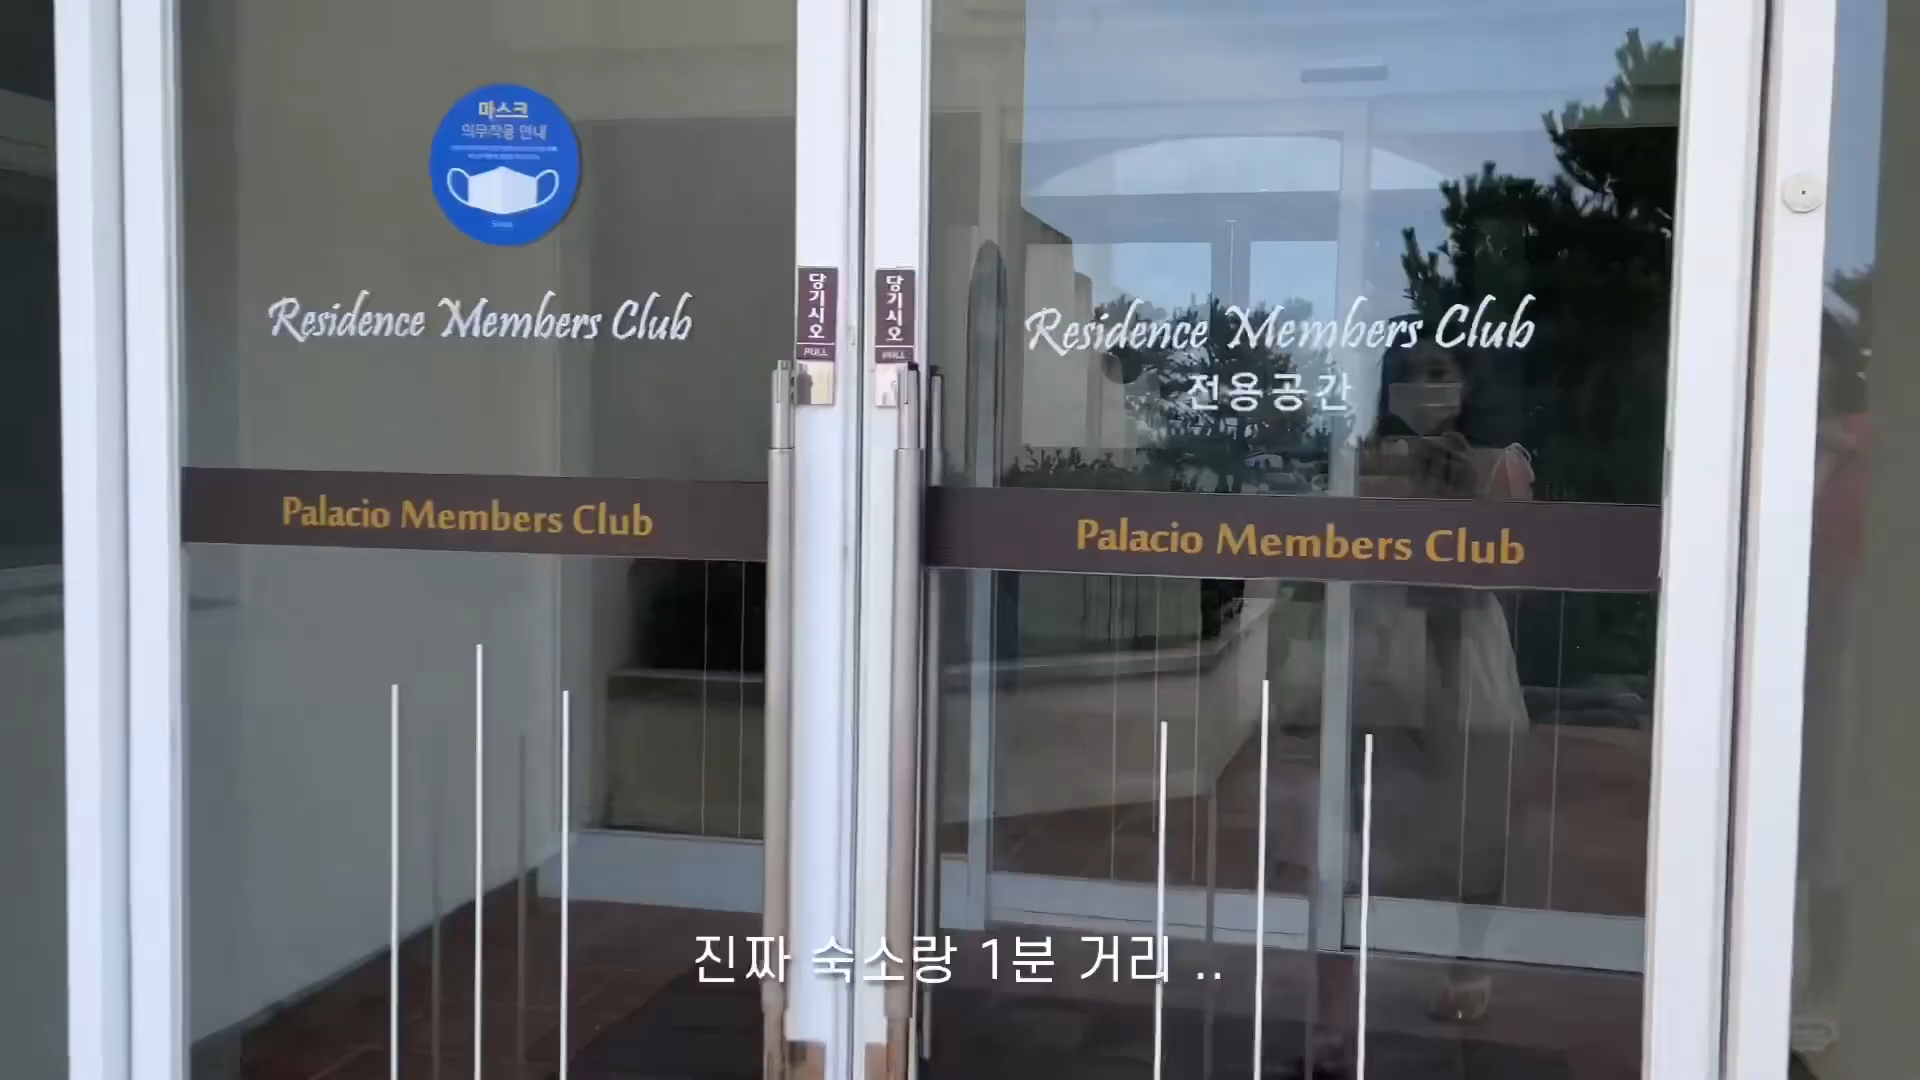 마스크
의무착용 안내
Residence Members Club
당기시오
PULL
당기시오
PULL
Residence Members Club
전용공간
Palacio Members Club
Palacio Members Club
진짜 숙소랑 1분 거리 ..